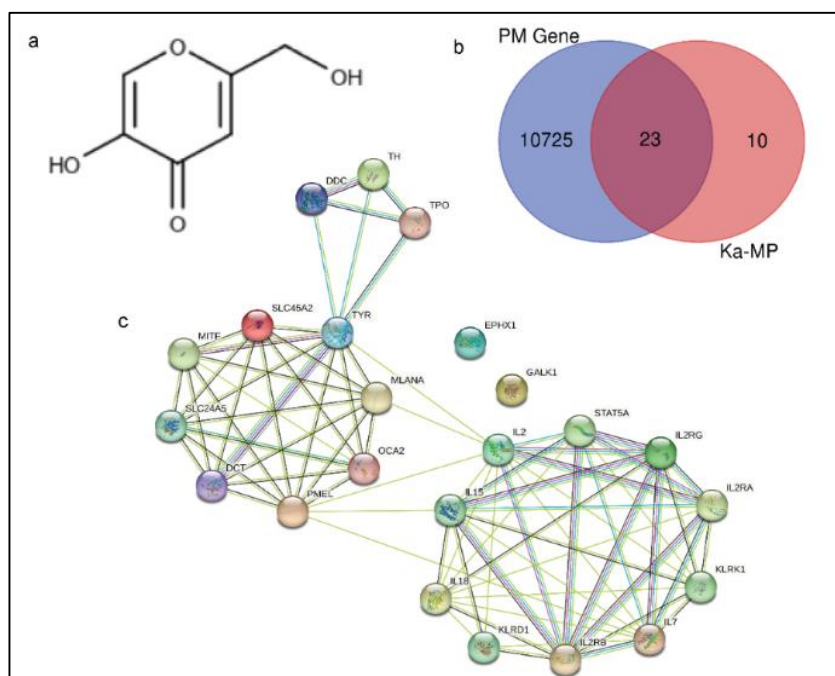 a
O
OH
HO
O
b
PM Gene
10725
23
10
Ka-MP
TH
DDC
TPO
c
SLC45A2
TYR
MITF
EPHX1
MLANA
GALK1
SLC24A5
STAT5A
IL2
IL2RG
OCA2
DCT
IL2RA
PMEL
IL15
KLRK1
IL18
KLRD1
IL2RB
IL7